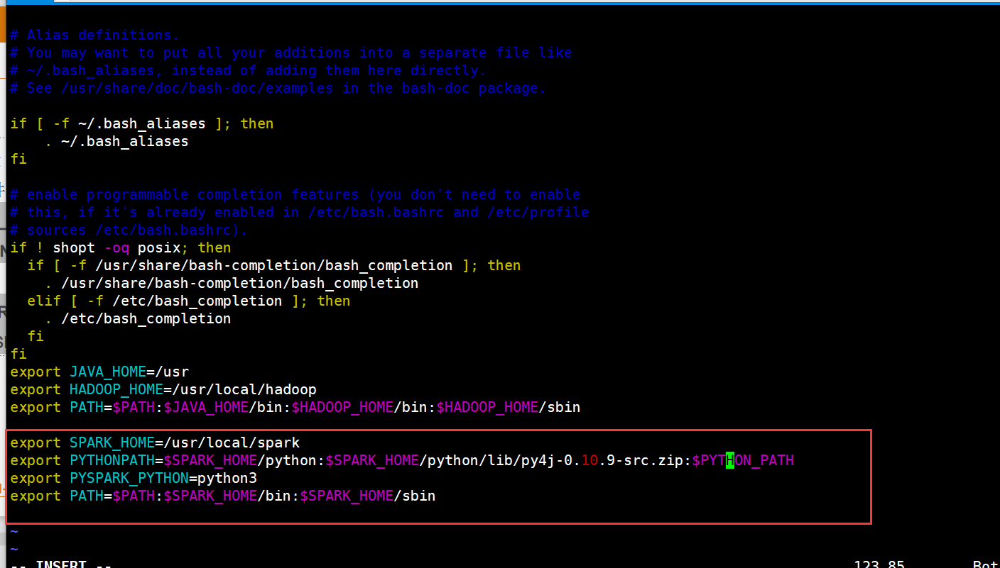 # Alias definitions.
# You may want to put all your additions into a separate file like
# ~/.bash_aliases, instead of adding them here directly.
# See /usr/share/doc/bash-doc/examples in the bash-doc package.
if [ -f ~/.bash_aliases ]; then
    . ~/.bash_aliases
fi
# enable programmable completion features (you don't need to enable
# this, if it's already enabled in /etc/bash.bashrc and /etc/profile
# sources /etc/bash.bashrc).
if ! shopt -oq posix; then
  if [ -f /usr/share/bash-completion/bash_completion ]; then
    . /usr/share/bash-completion/bash_completion
  elif [ -f /etc/bash_completion ]; then
    . /etc/bash_completion
  fi
fi
export JAVA_HOME=/usr
export HADOOP_HOME=/usr/local/hadoop
export PATH=$PATH:$JAVA_HOME/bin:$HADOOP_HOME/bin:$HADOOP_HOME/sbin
export SPARK_HOME=/usr/local/spark
export PYTHONPATH=$SPARK_HOME/python:$SPARK_HOME/python/lib/py4j-0.10.9-src.zip:$PYTHON_PATH
export PYSPARK_PYTHON=python3
export PATH=$PATH:$SPARK_HOME/bin:$SPARK_HOME/sbin
~
~
-- INSERT -- 123,85 Bot